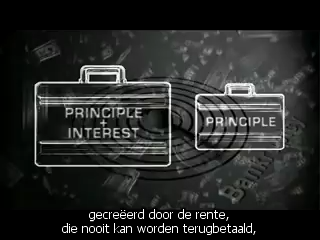 PRINCIPLE
+
INTEREST
PRINCIPLE
gecreëerd door de rente,
die nooit kan worden terugbetaald,